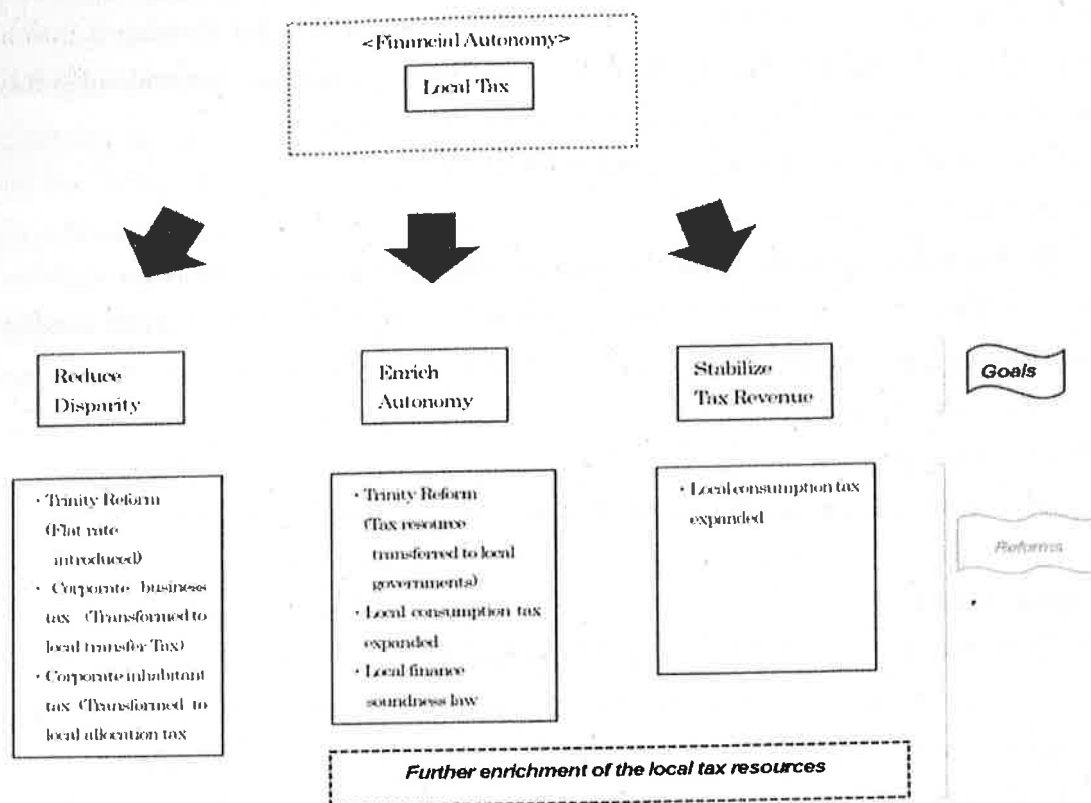 <Financial Autonomy>
Local Tax
Reduce
Disparity
Enrich
Autonomy
Stabilize
Tax Revenue
Goals
・Trinity Reform
(Flat rate
introduced)
・Corporate business
tax (Transformed to
local transfer Tax)
・Corporate inhabitant
tax (Transformed to
local allocation tax
・Trinity Reform
(Tax resource
transferred to local
governments)
・Local consumption tax
expanded
・Local finance
soundness law
・Local consumption tax
expanded
Reforms
Further enrichment of the local tax resources